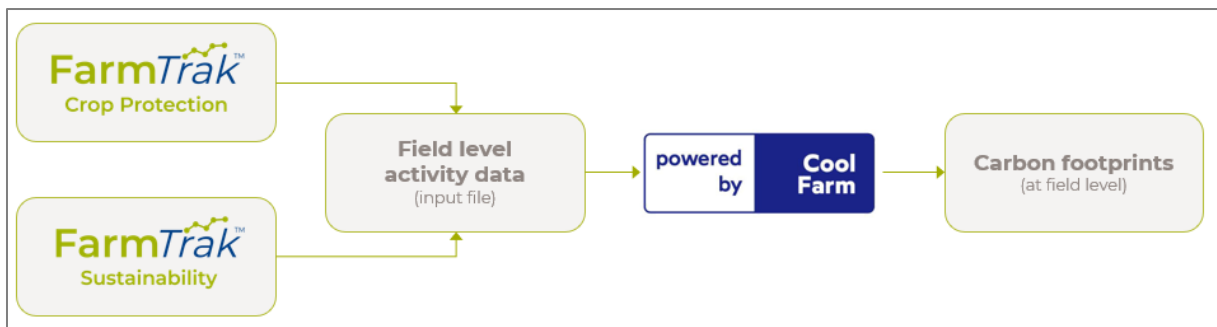 FarmTrak™
Crop Protection
FarmTrak™
Sustainability
Field level
activity data
(input file)
powered
by
Cool
Farm
Carbon footprints
(at field level)